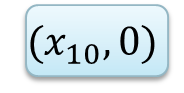 (x₁₀, 0)